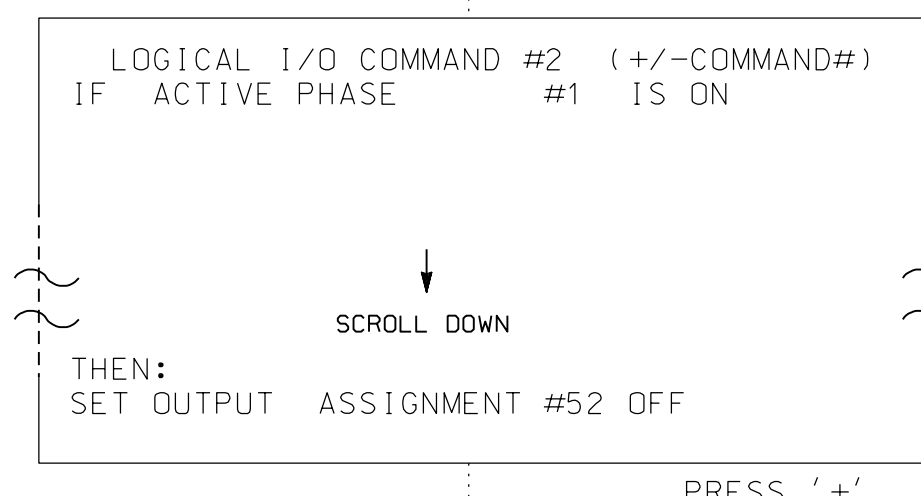 LOGICAL I/O COMMAND #2 (+/-COMMAND#)
IF ACTIVE PHASE #1 IS ON
SCROLL DOWN
THEN:
SET OUTPUT ASSIGNMENT #52 OFF
PRESS '+'